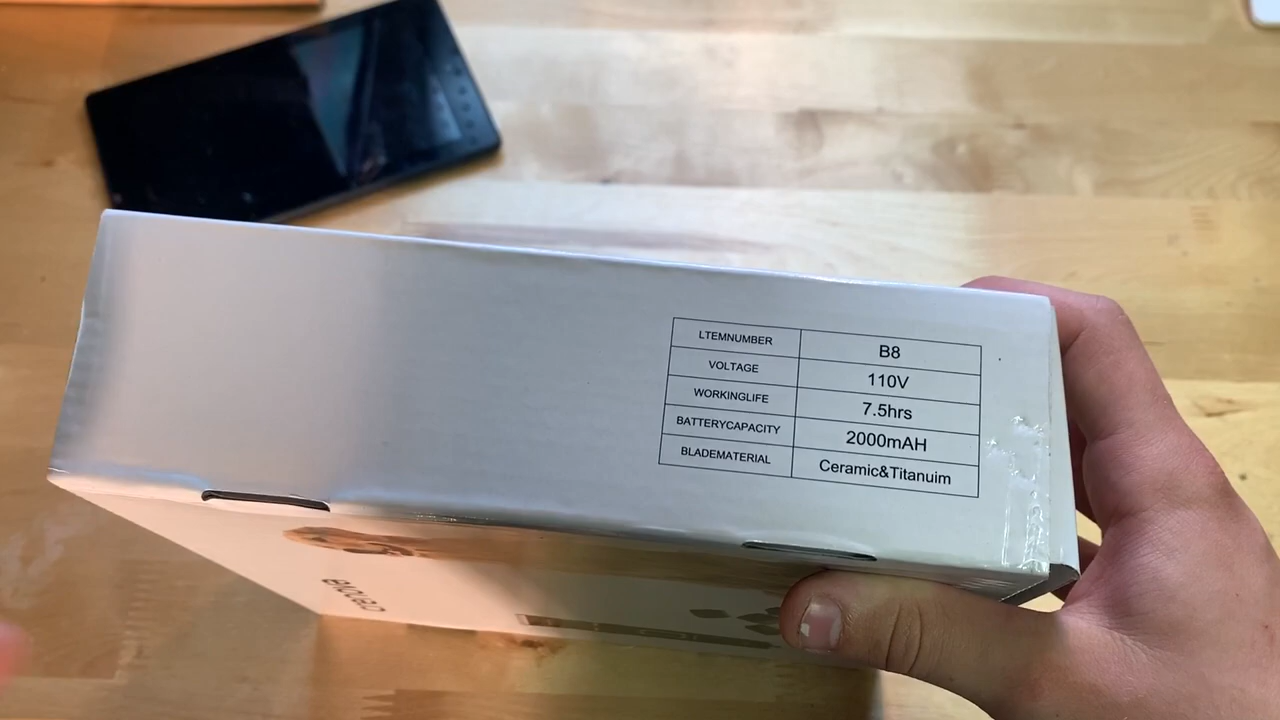 LTEMNUMBER B8
VOLTAGE 110V
WORKINGLIFE 7.5hrs
BATTERYCAPACITY 2000mAH
BLADEMATERIAL Ceramic&Titanuim